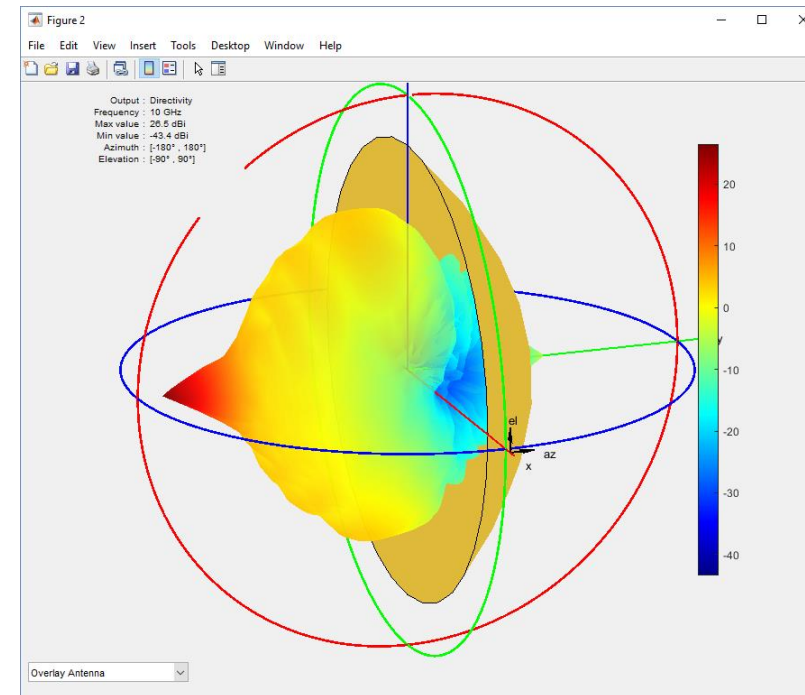 Figure 2
File Edit View Insert Tools Desktop Window Help
Output : Directivity
Frequency : 10 GHz
Max value : 26.5 dBi
Min value : -43.4 dBi
Azimuth : [-180° , 180°]
Elevation : [-90° , 90°]
20
10
0
-10
-20
-30
-40
y
el
az
x
Overlay Antenna